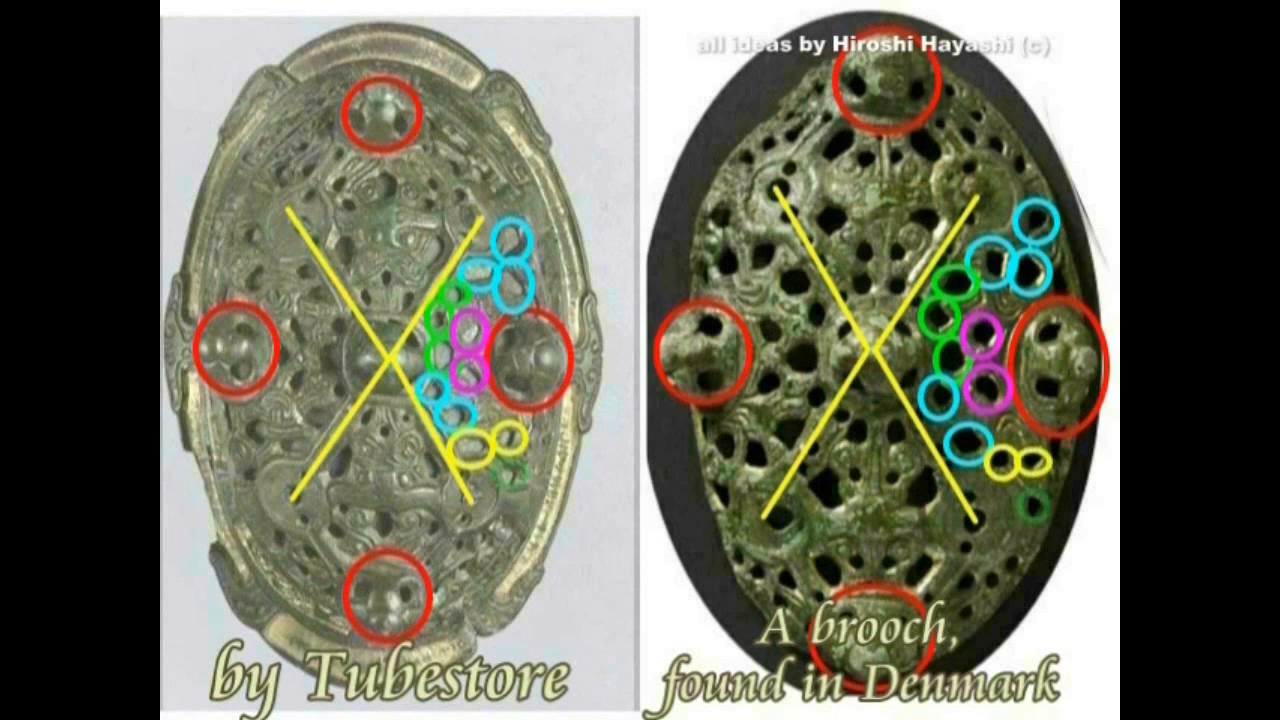 all ideas by Hiroshi Hayashi (c)
by Tubestore
A brooch,
found in Denmark